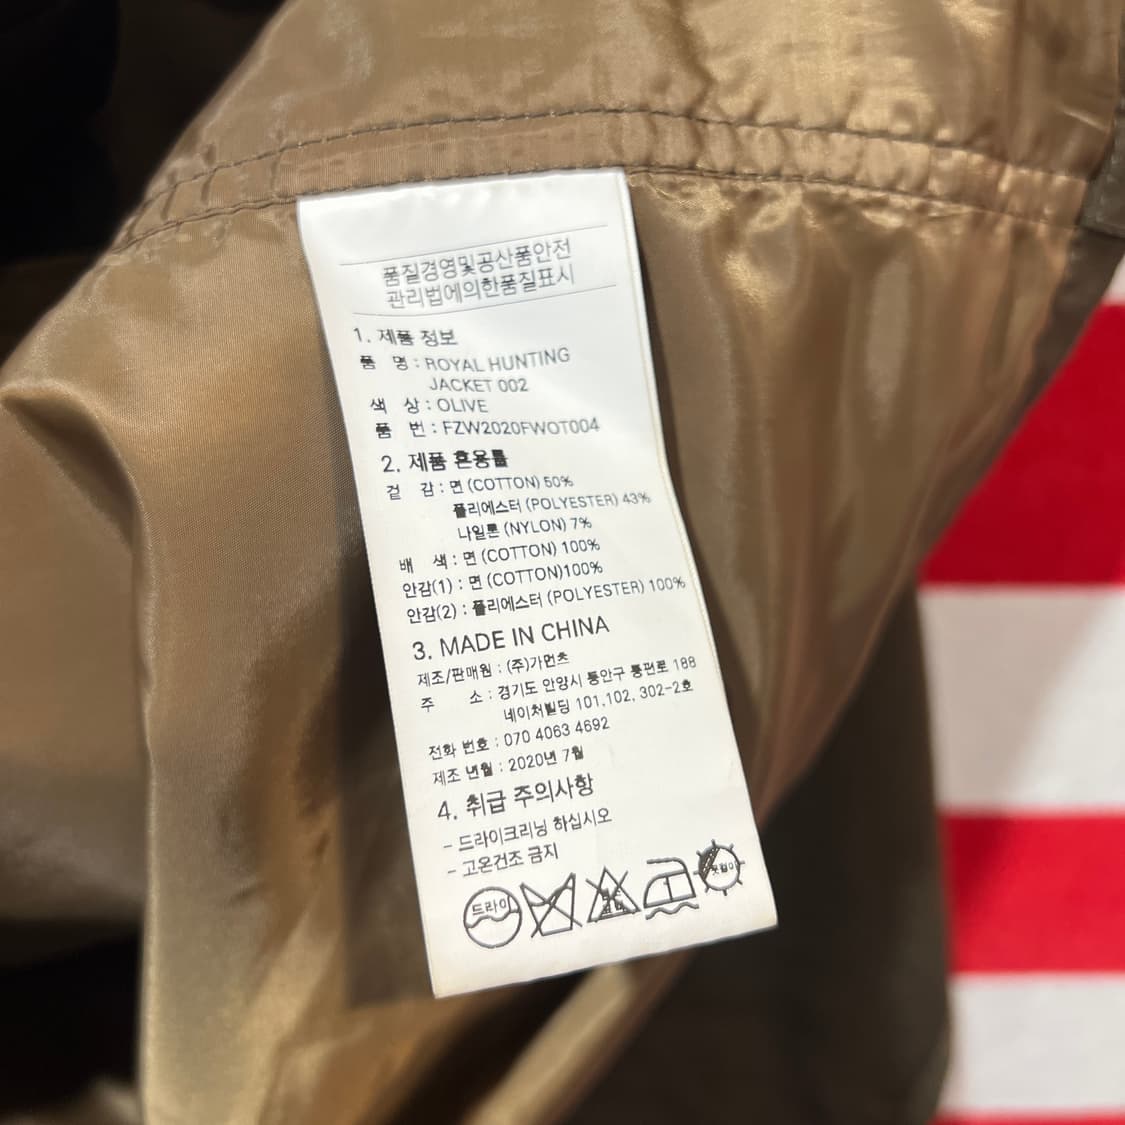 품질경영및공산품안전
관리법에의한품질표시
1. 제품 정보
품 명 : ROYAL HUNTING
JACKET 002
색 상 : OLIVE
품 번 : FZW2020FWOT004
2. 제품 혼용률
겉 감 : 면 (COTTON) 50%
폴리에스터 (POLYESTER) 43%
나일론 (NYLON) 7%
배 색 : 면 (COTTON) 100%
안감(1) : 면 (COTTON)100%
안감(2) : 폴리에스터 (POLYESTER) 100%
3. MADE IN CHINA
제조/판매원 : (주)가먼츠
주 소 : 경기도 안양시 동안구 통편로 188
네이처빌딩 101,102, 302-2호
전화 번호 : 070 4063 4692
제조 년월 : 2020년 7월
4. 취급 주의사항
- 드라이크리닝 하십시오
- 고온건조 금지
드라이